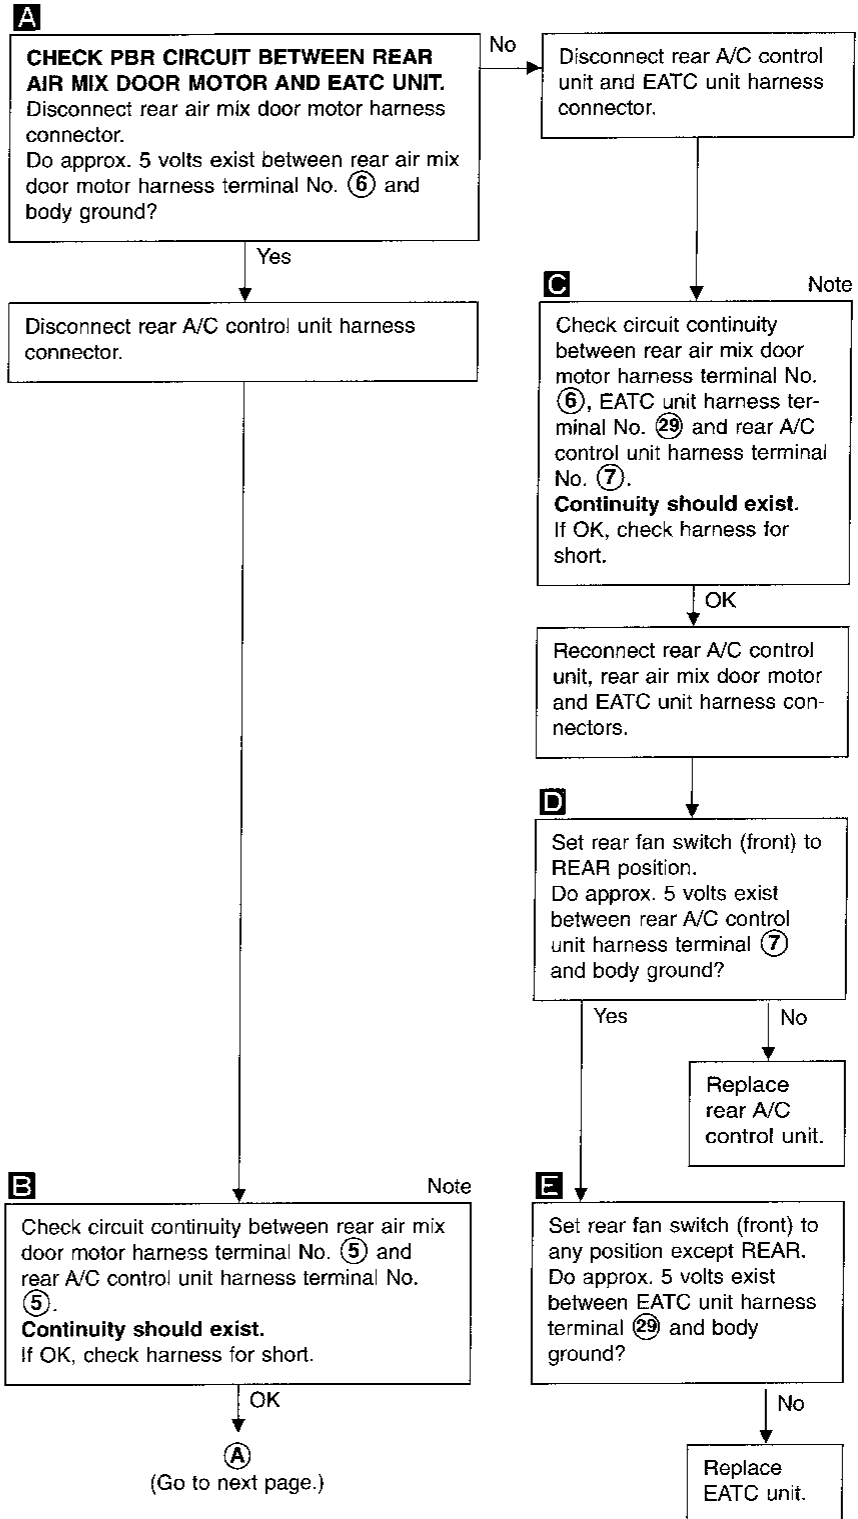 A
CHECK PBR CIRCUIT BETWEEN REAR
AIR MIX DOOR MOTOR AND EATC UNIT.
Disconnect rear air mix door motor harness
connector.
Do approx. 5 volts exist between rear air mix
door motor harness terminal No. ⑥ and
body ground?
No
Disconnect rear A/C control
unit and EATC unit harness
connector.
Yes
Disconnect rear A/C control unit harness
connector.
C
Note
Check circuit continuity
between rear air mix door
motor harness terminal No.
⑥, EATC unit harness ter-
minal No. ㉙ and rear A/C
control unit harness terminal
No. ⑦.
Continuity should exist.
If OK, check harness for
short.
OK
Reconnect rear A/C control
unit, rear air mix door motor
and EATC unit harness con-
nectors.
D
Set rear fan switch (front) to
REAR position.
Do approx. 5 volts exist
between rear A/C control
unit harness terminal ⑦
and body ground?
Yes
No
Replace
rear A/C
control unit.
B
Note
Check circuit continuity between rear air mix
door motor harness terminal No. ⑤ and
rear A/C control unit harness terminal No.
⑤.
Continuity should exist.
If OK, check harness for short.
OK
Ⓐ
(Go to next page.)
E
Set rear fan switch (front) to
any position except REAR.
Do approx. 5 volts exist
between EATC unit harness
terminal ㉙ and body
ground?
No
Replace
EATC unit.